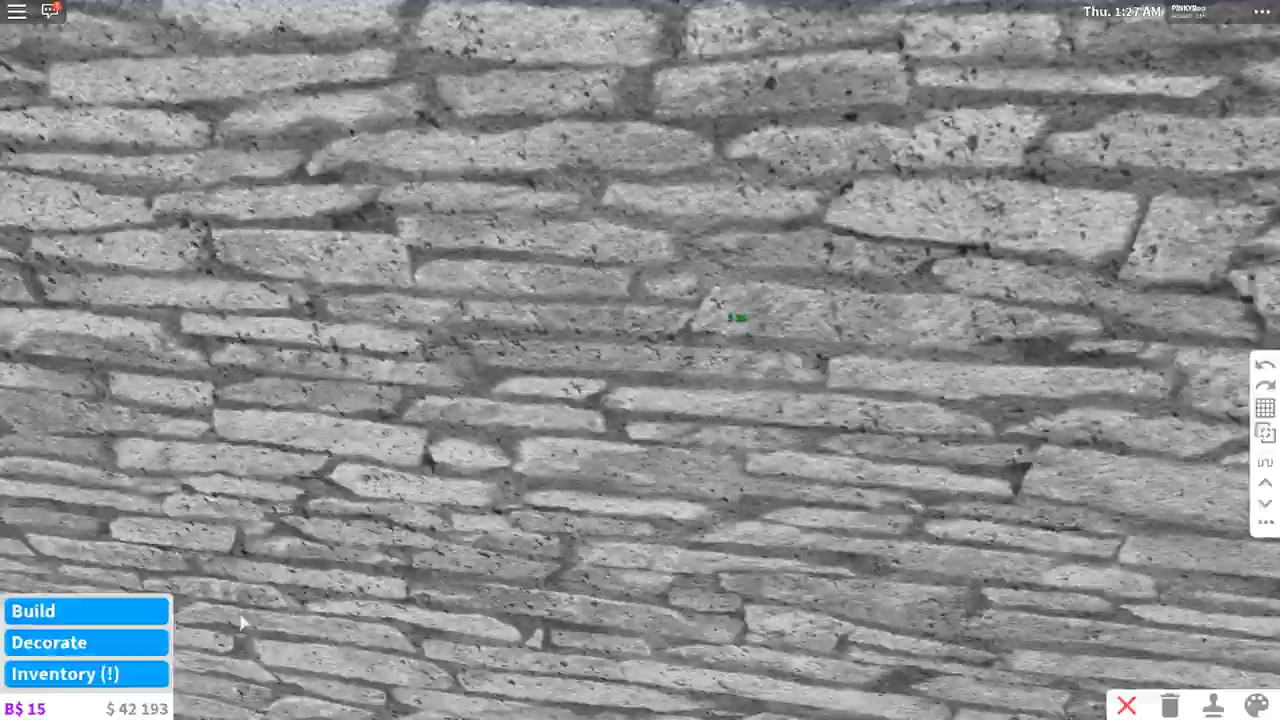 Thu. 1:27 AM
Build
Decorate
Inventory (!)
B$ 15
$ 42 193